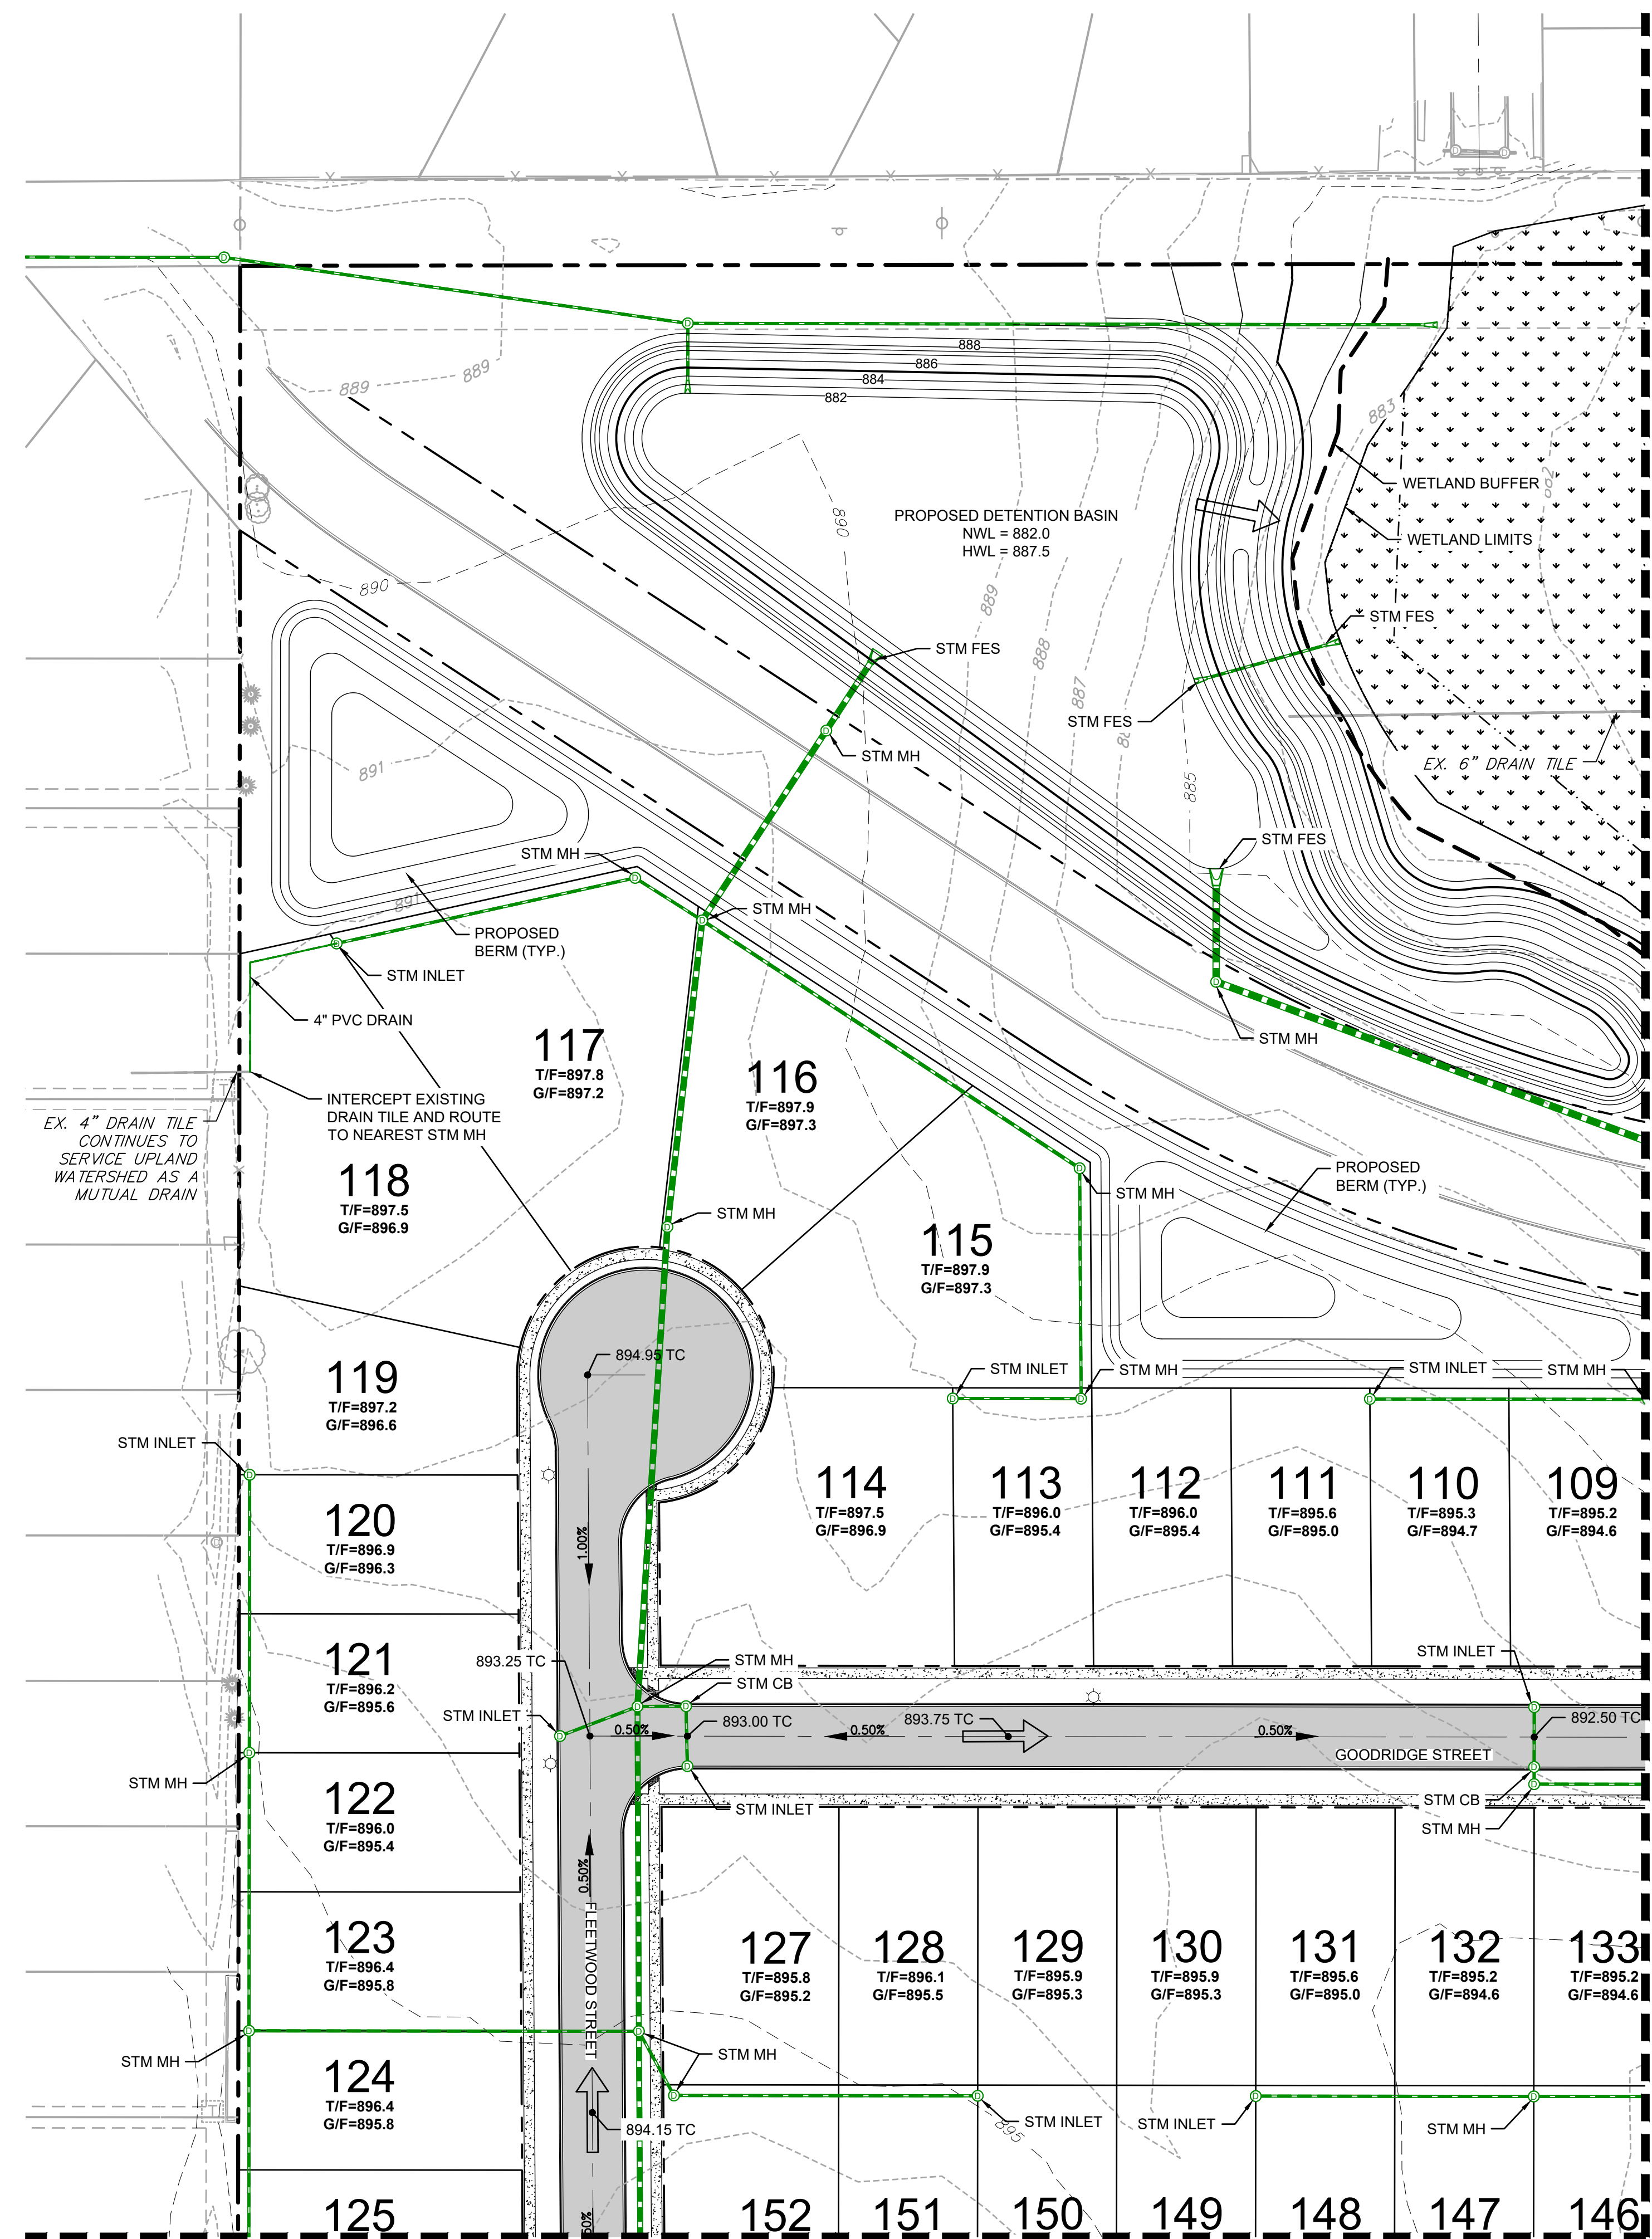 888
886
884
882
889
889
883
882
WETLAND BUFFER
PROPOSED DETENTION BASIN
NWL = 882.0
HWL = 887.5
890
WETLAND LIMITS
890
889
STM FES
888
STM FES
887
STM FES
STM MH
891
EX. 6” DRAIN TILE
885
STM FES
STM MH
891
STM MH
PROPOSED
BERM (TYP.)
STM INLET
4" PVC DRAIN
STM MH
117
T/F=897.8
G/F=897.2
116
T/F=897.9
G/F=897.3
INTERCEPT EXISTING
DRAIN TILE AND ROUTE
TO NEAREST STM MH
T
EX. 4” DRAIN TILE
CONTINUES TO
SERVICE UPLAND
WATERSHED AS A
MUTUAL DRAIN
118
T/F=897.5
G/F=896.9
PROPOSED
BERM (TYP.)
STM MH
STM MH
115
T/F=897.9
G/F=897.3
894.95 TC
STM INLET
STM MH
STM INLET
STM MH
119
T/F=897.2
G/F=896.6
STM INLET
114
T/F=897.5
G/F=896.9
113
T/F=896.0
G/F=895.4
112
T/F=896.0
G/F=895.4
111
T/F=895.6
G/F=895.0
110
T/F=895.3
G/F=894.7
109
T/F=895.2
G/F=894.6
120
T/F=896.9
G/F=896.3
1.00%
121
T/F=896.2
G/F=895.6
893.25 TC
STM MH
STM CB
STM INLET
STM INLET
0.50%
893.00 TC
0.50%
893.75 TC
0.50%
892.50 TC
GOODRIDGE STREET
STM MH
STM INLET
STM CB
STM MH
122
T/F=896.0
G/F=895.4
0.50%
FLEETWOOD STREET
123
T/F=896.4
G/F=895.8
127
T/F=895.8
G/F=895.2
128
T/F=896.1
G/F=895.5
129
T/F=895.9
G/F=895.3
130
T/F=895.9
G/F=895.3
131
T/F=895.6
G/F=895.0
132
T/F=895.2
G/F=894.6
133
T/F=895.2
G/F=894.6
STM MH
STM MH
124
T/F=896.4
G/F=895.8
T
STM INLET
895
STM INLET
STM MH
894.15 TC
125
152
151
150
149
148
147
146